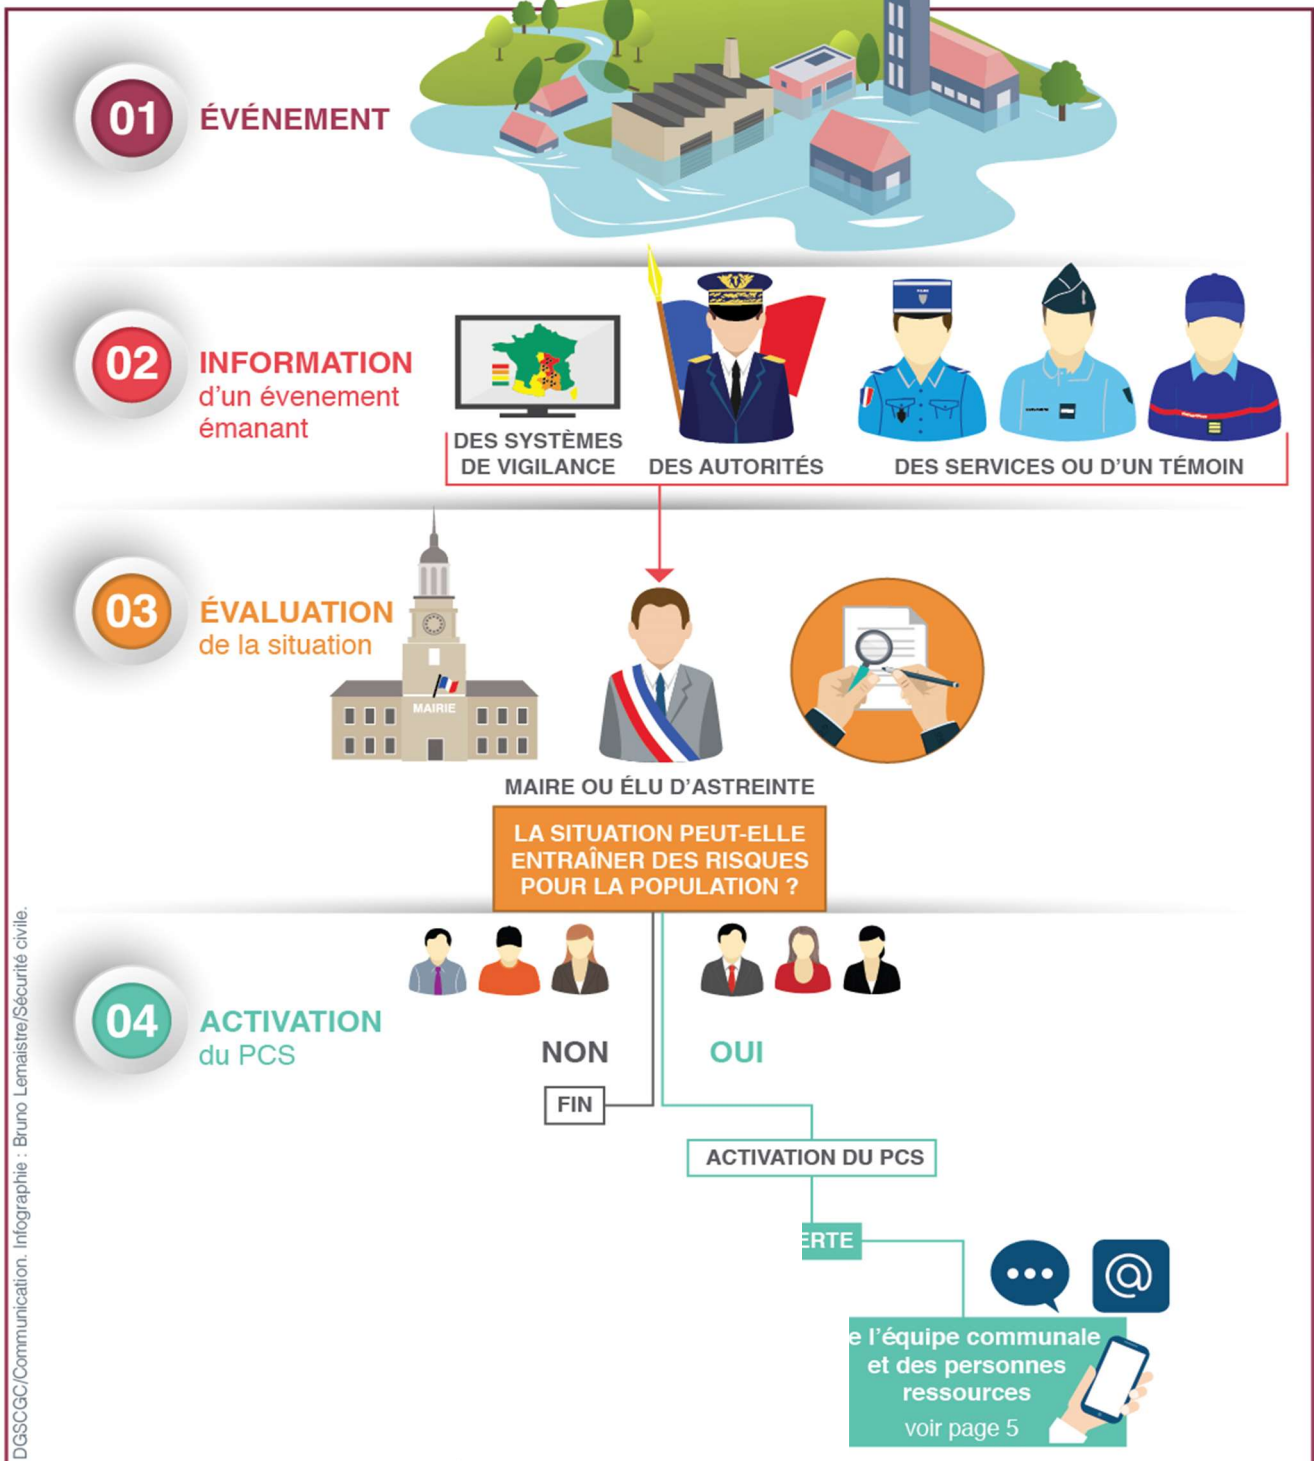 01
ÉVÉNEMENT
02
INFORMATION
d'un évenement
émanant
DES SYSTÈMES
DE VIGILANCE
DES AUTORITÉS
DES SERVICES OU D'UN TÉMOIN
03
ÉVALUATION
de la situation
MAIRIE
MAIRE OU ÉLU D'ASTREINTE
LA SITUATION PEUT-ELLE
ENTRAÎNER DES RISQUES
POUR LA POPULATION ?
04
ACTIVATION
du PCS
NON
OUI
FIN
ACTIVATION DU PCS
ERTE
e l'équipe communale
et des personnes
ressources
voir page 5
@
DGSCGC/Communication. Infographie : Bruno Lemaistre/Sécurité civile.